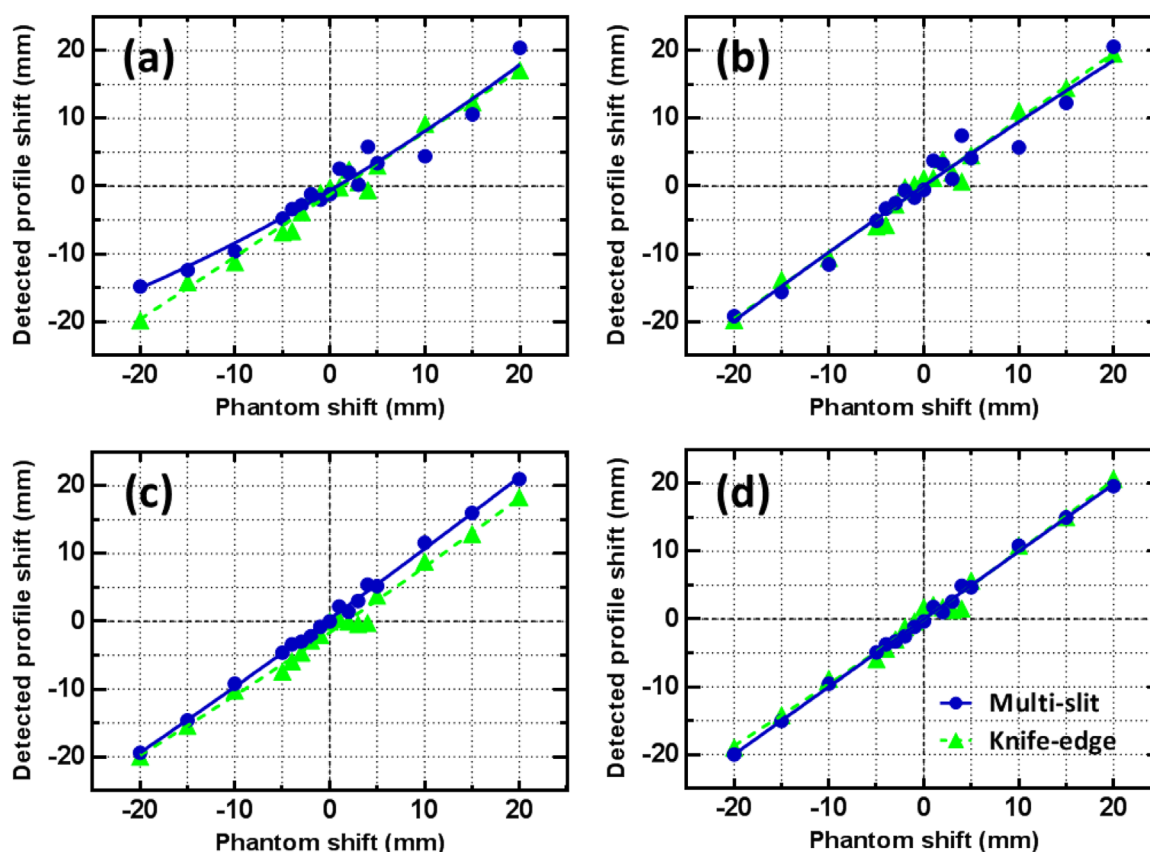 (a)
Detected profile shift (mm)
20
10
0
-10
-20
-20 -10 0 10 20
Phantom shift (mm)
(b)
Detected profile shift (mm)
20
10
0
-10
-20
-20 -10 0 10 20
Phantom shift (mm)
(c)
Detected profile shift (mm)
20
10
0
-10
-20
-20 -10 0 10 20
Phantom shift (mm)
(d)
Detected profile shift (mm)
20
10
0
-10
-20
Multi-slit
Knife-edge
-20 -10 0 10 20
Phantom shift (mm)